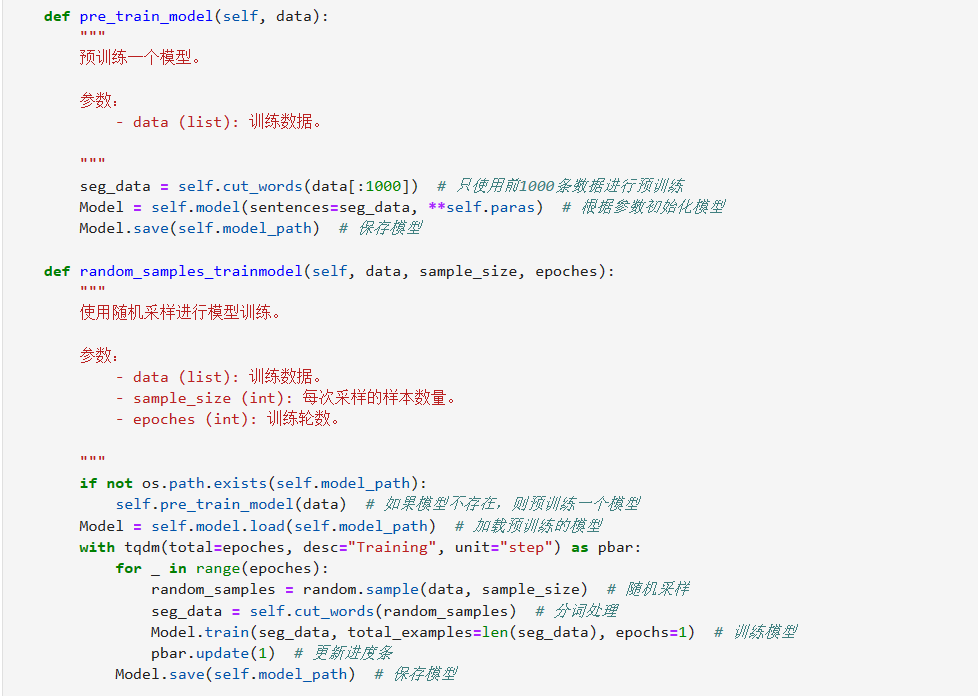 def pre_train_model(self, data):
"""
预训练一个模型。
参数：
- data (list): 训练数据。
"""
seg_data = self.cut_words(data[:1000])  # 只使用前1000条数据进行预训练
Model = self.model(sentences=seg_data, **self.paras)  # 根据参数初始化模型
Model.save(self.model_path)  # 保存模型
def random_samples_trainmodel(self, data, sample_size, epoches):
"""
使用随机采样进行模型训练。
参数：
- data (list): 训练数据。
- sample_size (int): 每次采样的样本数量。
- epoches (int): 训练轮数。
"""
if not os.path.exists(self.model_path):
self.pre_train_model(data)  # 如果模型不存在，则预训练一个模型
Model = self.model.load(self.model_path)  # 加载预训练的模型
with tqdm(total=epoches, desc="Training", unit="step") as pbar:
for _ in range(epoches):
random_samples = random.sample(data, sample_size)  # 随机采样
seg_data = self.cut_words(random_samples)  # 分词处理
Model.train(seg_data, total_examples=len(seg_data), epochs=1)  # 训练模型
pbar.update(1)  # 更新进度条
Model.save(self.model_path)  # 保存模型